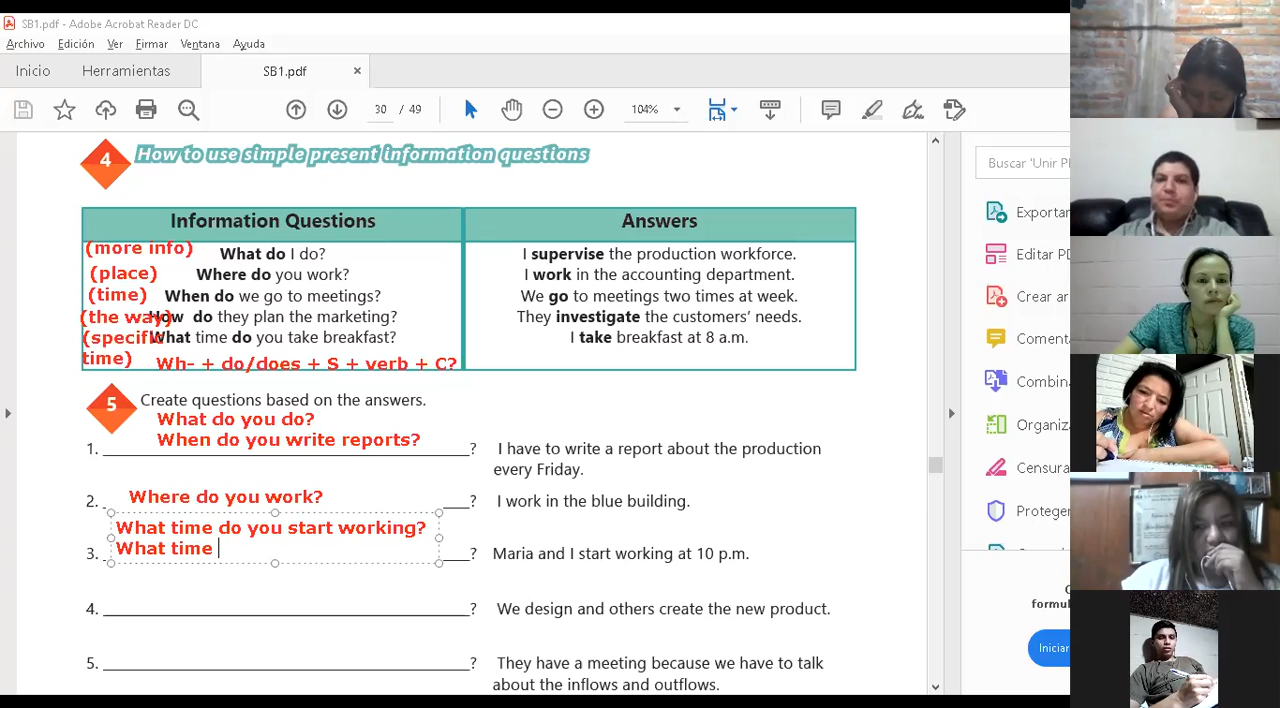 SB1.pdf - Adobe Acrobat Reader DC
Archivo Edición Ver Firmar Ventana Ayuda
Inicio Herramientas SB1.pdf ×
30 / 49 104%
4 How to use simple present information questions
Information Questions Answers
(more info) What do I do? I supervise the production workforce.
(place) Where do you work? I work in the accounting department.
(time) When do we go to meetings? We go to meetings two times at week.
(the way) How do they plan the marketing? They investigate the customers’ needs.
(specific What time do you take breakfast? I take breakfast at 8 a.m.
time) Wh- + do/does + S + verb + C?
5 Create questions based on the answers.
What do you do?
When do you write reports?
1. ? I have to write a report about the production
every Friday.
Where do you work?
2. ? I work in the blue building.
What time do you start working?
What time
3. ? Maria and I start working at 10 p.m.
4. ? We design and others create the new product.
5. ? They have a meeting because we have to talk
about the inflows and outflows.
Buscar 'Unir PD
Exportar
Editar PD
Crear ar
Comenta
Combin
Organiz
Censura
Proteger
formul
Iniciar